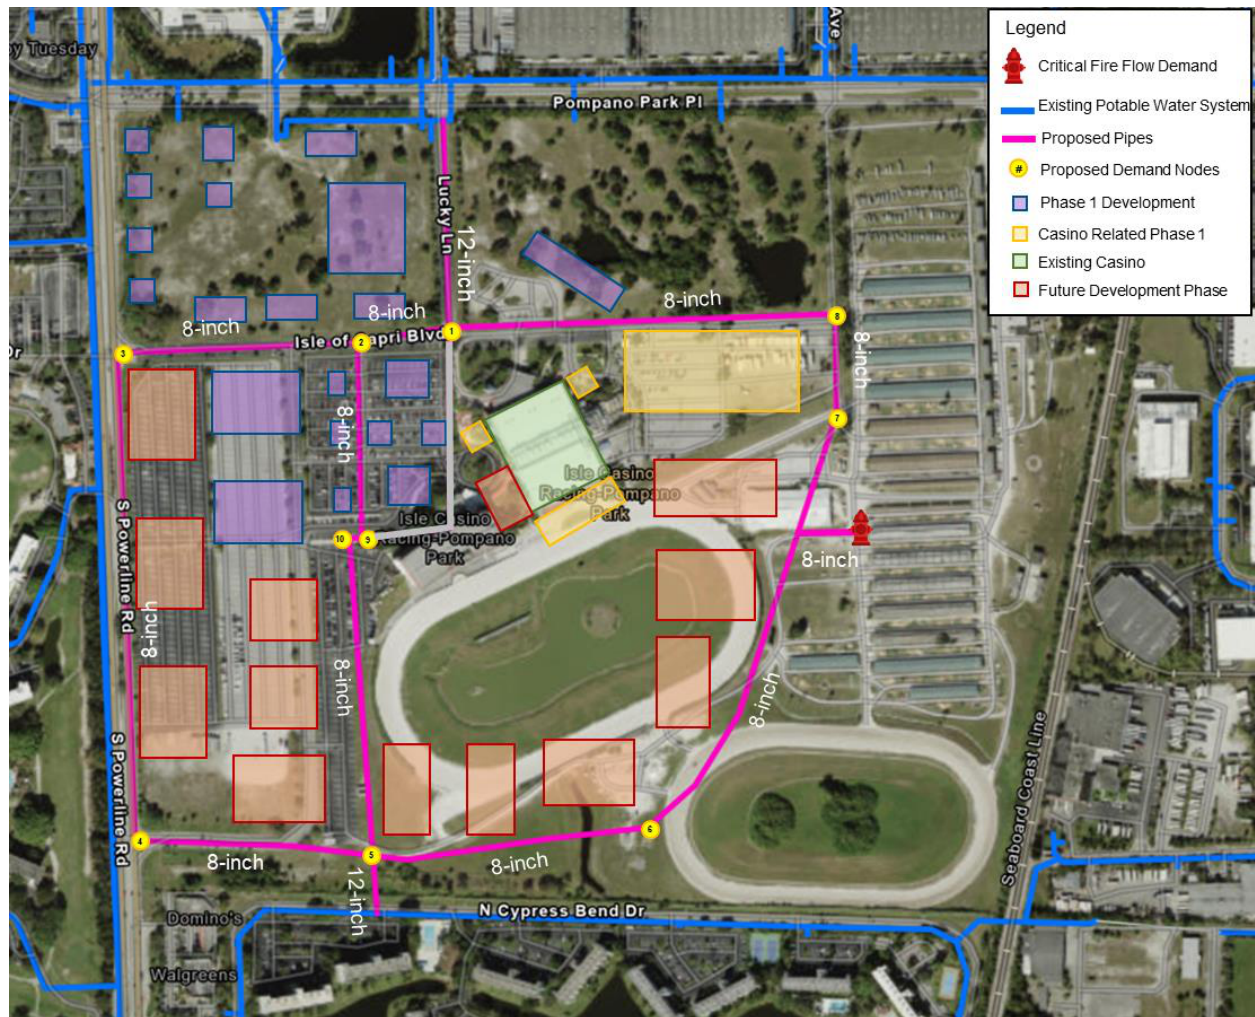 by Tuesday
Ave
Legend
Critical Fire Flow Demand
Existing Potable Water System
Proposed Pipes
# Proposed Demand Nodes
Phase 1 Development
Casino Related Phase 1
Existing Casino
Future Development Phase
Pompano Park Pl
Lucky Ln
12-inch
8-inch
8-inch
8-inch
Isle of Capri Blvd
1
2
3
8
Dr
8-inch
8-inch
7
Isle Casino
Racing-Pompano
Park
Isle Casino
Racing-Pompano
Park
10
9
8-inch
S Powerline Rd
8-inch
8-inch
8-inch
S Powerline Rd
Seaboard Coast Line
4
5
6
8-inch
8-inch
12-inch
N Cypress Bend Dr
Domino's
Walgreens